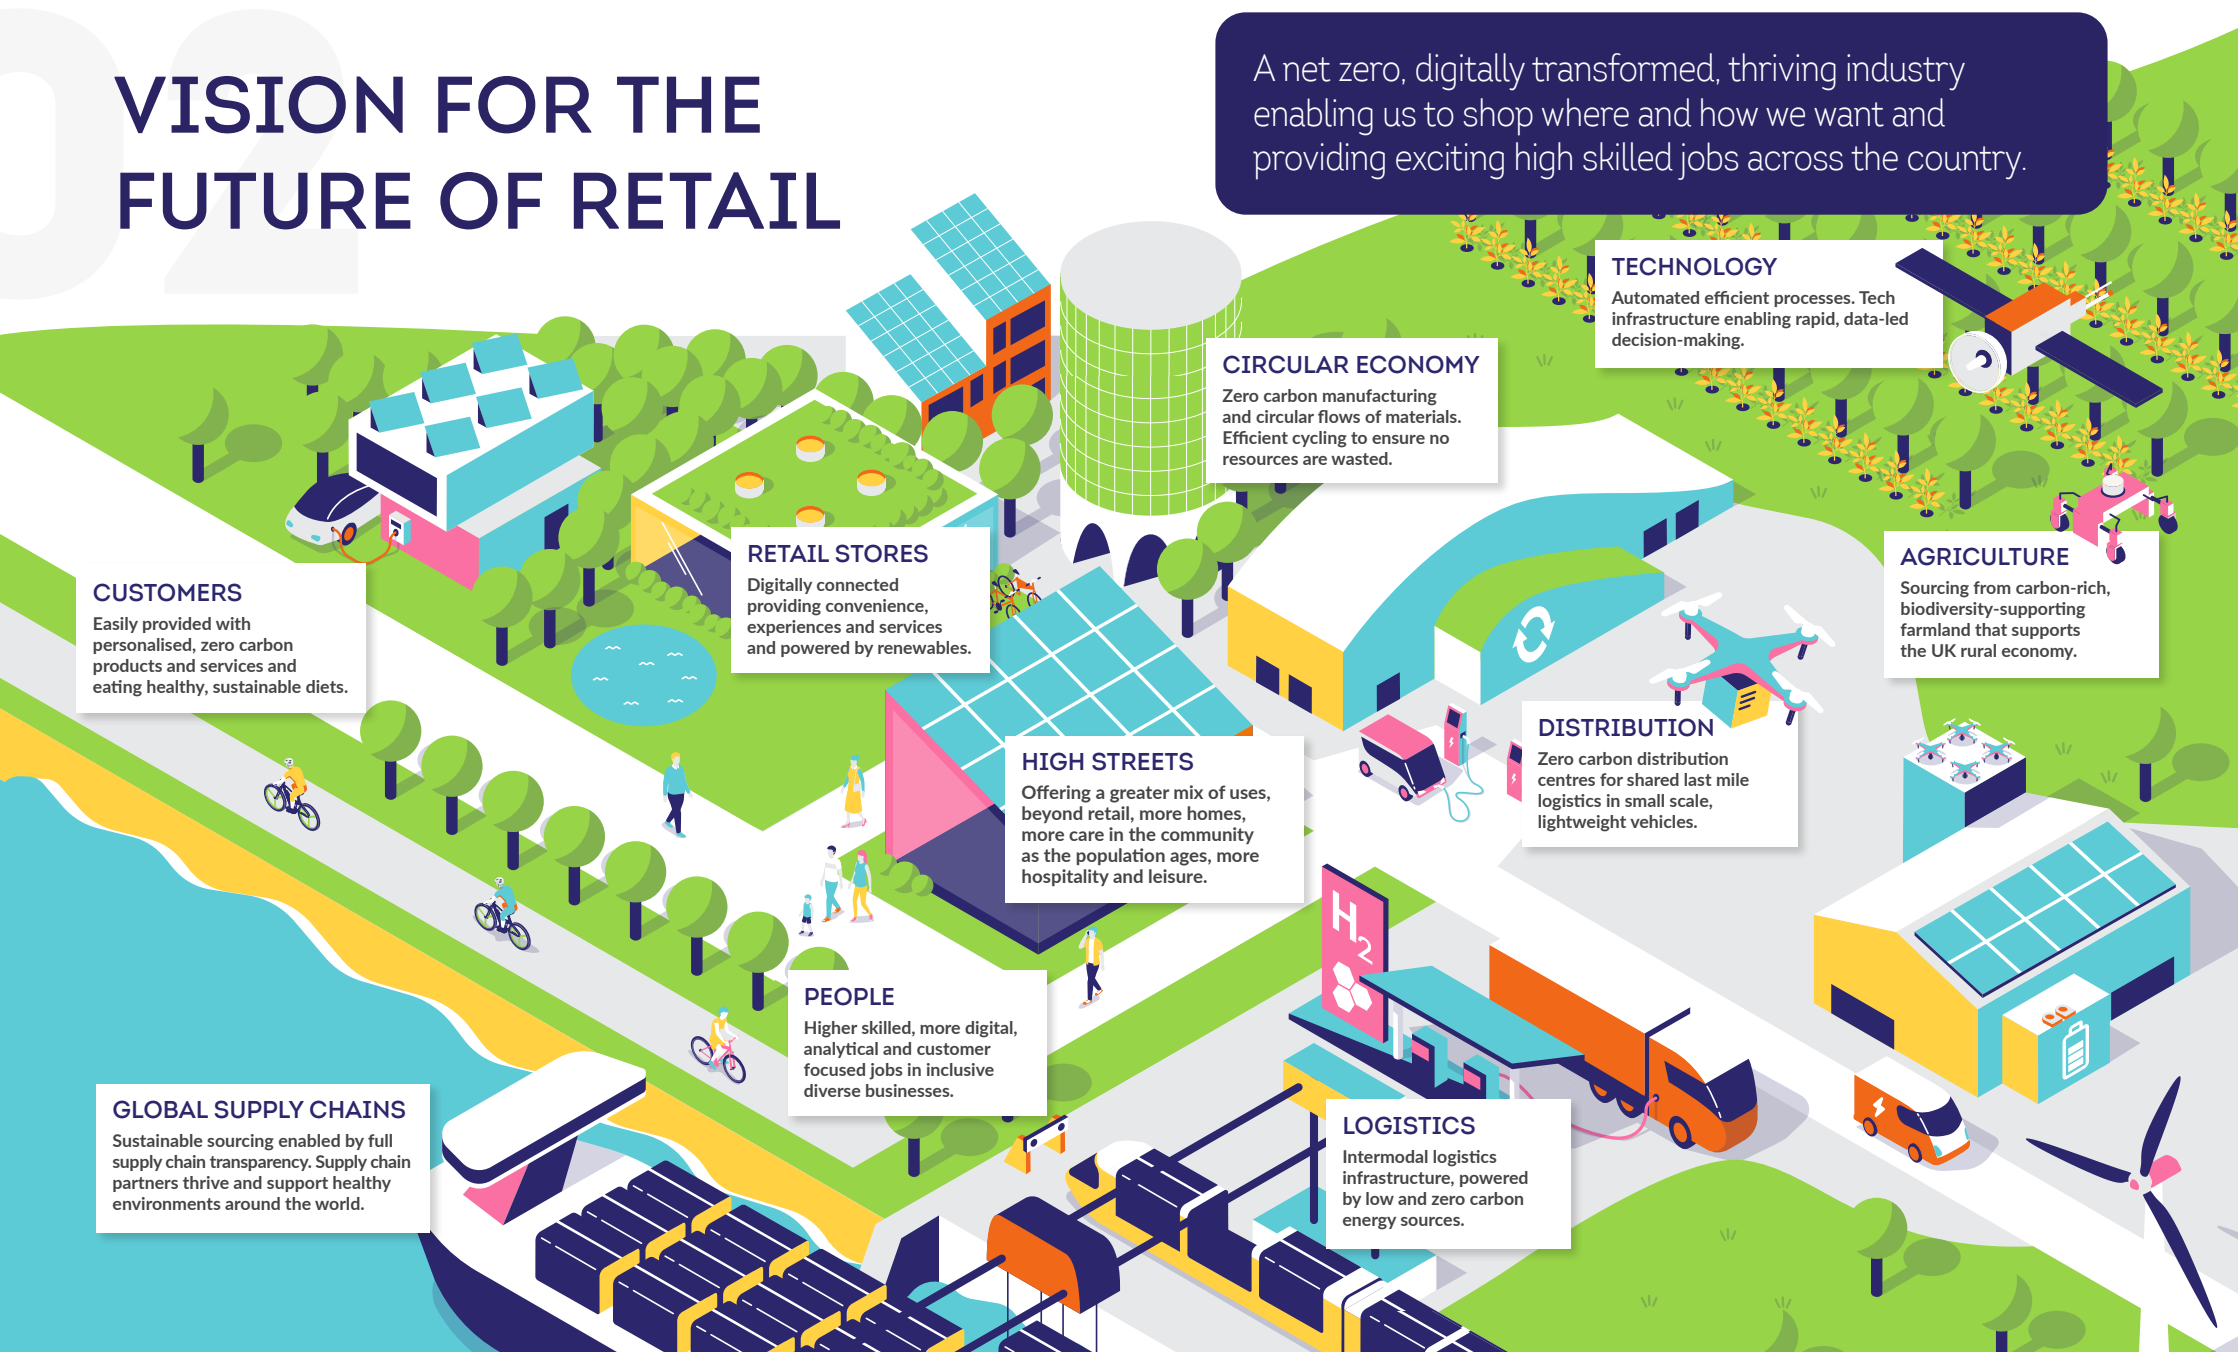 02
VISION FOR THE
FUTURE OF RETAIL
A net zero, digitally transformed, thriving industry
enabling us to shop where and how we want and
providing exciting high skilled jobs across the country.
TECHNOLOGY
Automated efficient processes. Tech
infrastructure enabling rapid, data-led
decision-making.
CIRCULAR ECONOMY
Zero carbon manufacturing
and circular flows of materials.
Efficient cycling to ensure no
resources are wasted.
RETAIL STORES
Digitally connected
providing convenience,
experiences and services
and powered by renewables.
AGRICULTURE
Sourcing from carbon-rich,
biodiversity-supporting
farmland that supports
the UK rural economy.
CUSTOMERS
Easily provided with
personalised, zero carbon
products and services and
eating healthy, sustainable diets.
DISTRIBUTION
Zero carbon distribution
centres for shared last mile
logistics in small scale,
lightweight vehicles.
HIGH STREETS
Offering a greater mix of uses,
beyond retail, more homes,
more care in the community
as the population ages, more
hospitality and leisure.
H2
PEOPLE
Higher skilled, more digital,
analytical and customer
focused jobs in inclusive
diverse businesses.
GLOBAL SUPPLY CHAINS
Sustainable sourcing enabled by full
supply chain transparency. Supply chain
partners thrive and support healthy
environments around the world.
LOGISTICS
Intermodal logistics
infrastructure, powered
by low and zero carbon
energy sources.